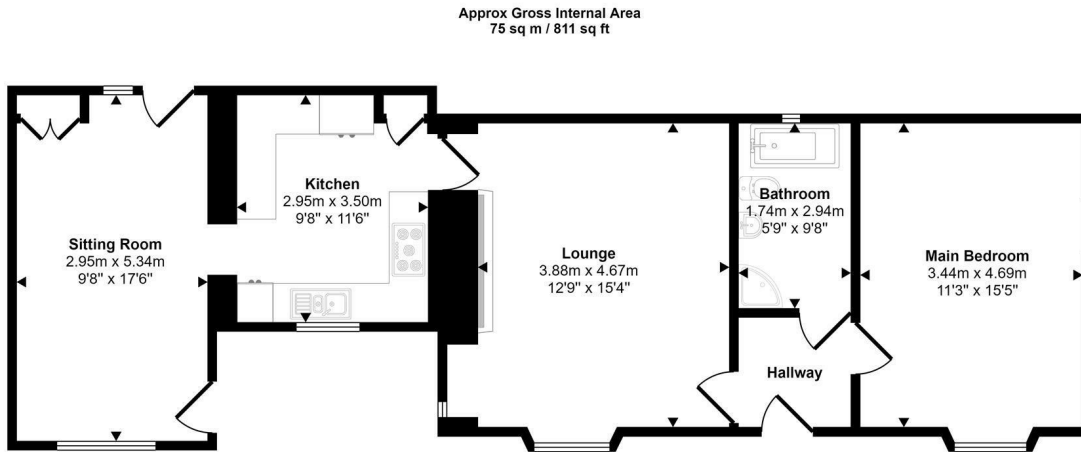 Approx Gross Internal Area
75 sq m / 811 sq ft
Sitting Room
2.95m x 5.34m
9'8" x 17'6"
Kitchen
2.95m x 3.50m
9'8" x 11'6"
Lounge
3.88m x 4.67m
12'9" x 15'4"
Bathroom
1.74m x 2.94m
5'9" x 9'8"
Hallway
Main Bedroom
3.44m x 4.69m
11'3" x 15'5"